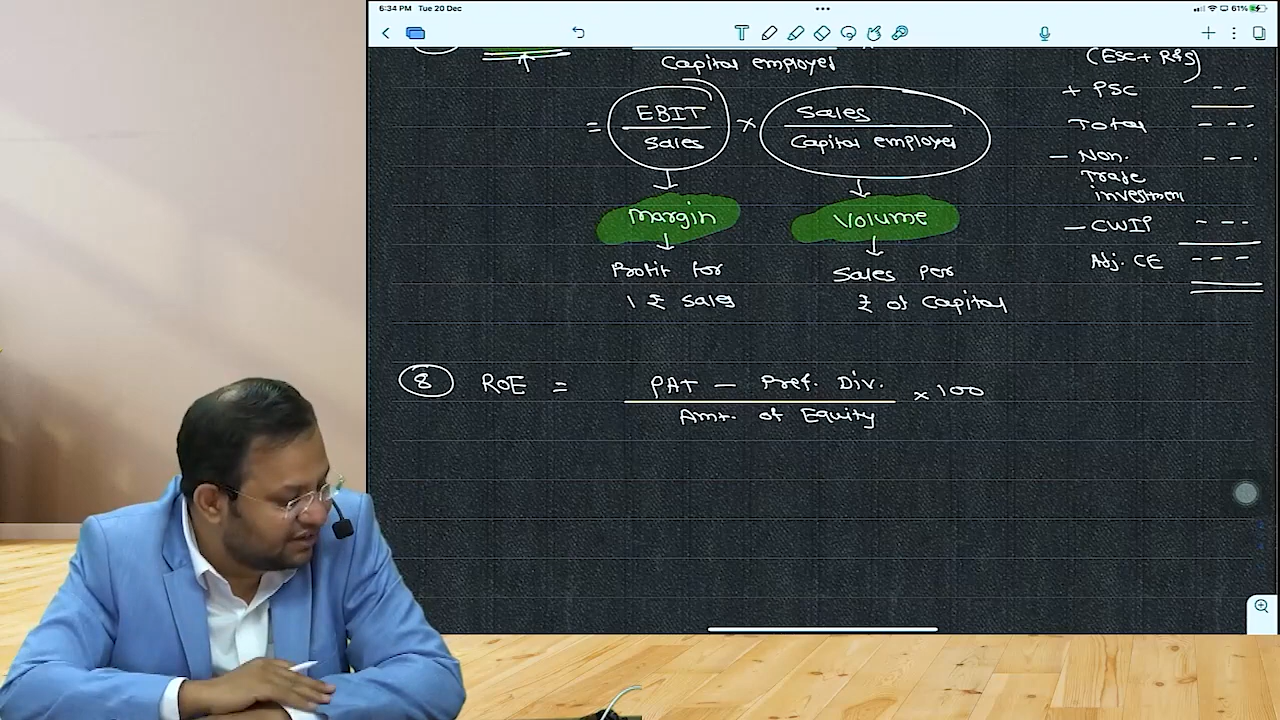 6:34 PM Tue 20 Dec
61%
T
Capital employed
= EBIT / Sales × Sales / Capital employed
Margin
Volume
Profit for
1 ₹ Sales
Sales per
₹ of Capital
(ESC + R&S)
+ PSC - -
Total - - -
- Non. - - -
Trade
investment
- CWIP - - -
Adj. CE - - -
8 ROE = PAT - Pref. Div. / Amt. of Equity × 100